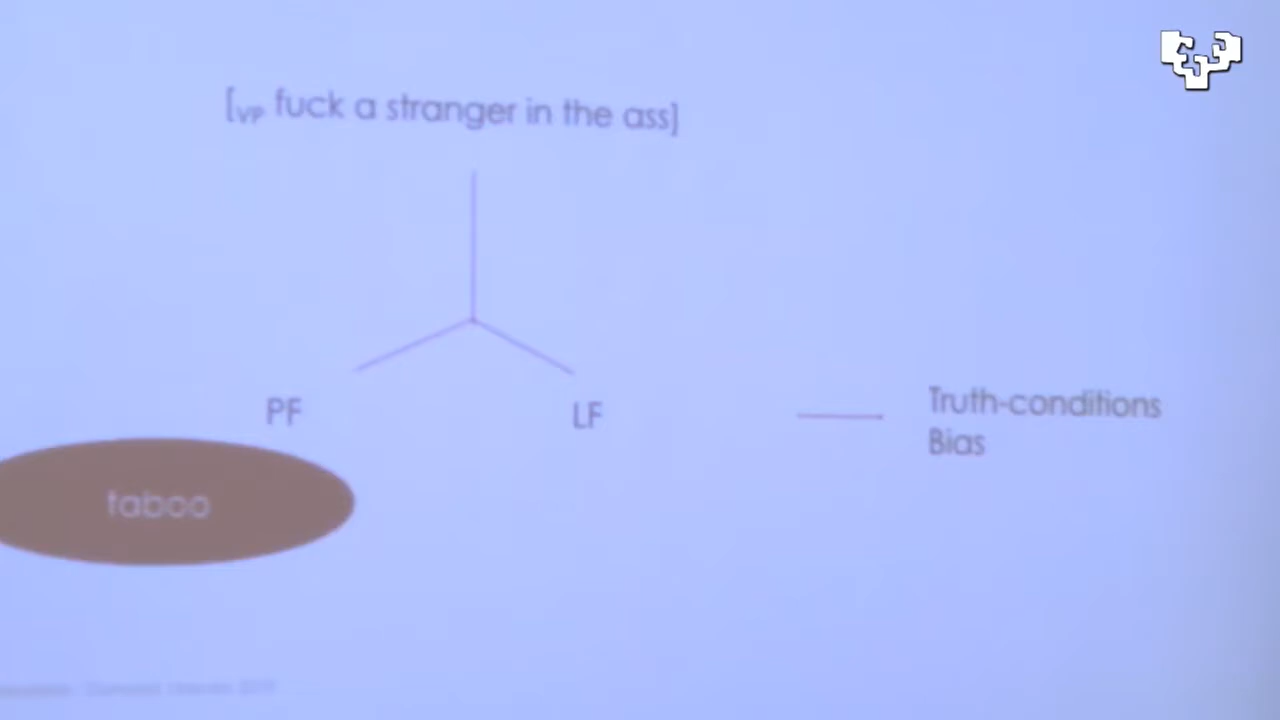 [VP fuck a stranger in the ass]
PF
LF
Truth-conditions
Bias
taboo